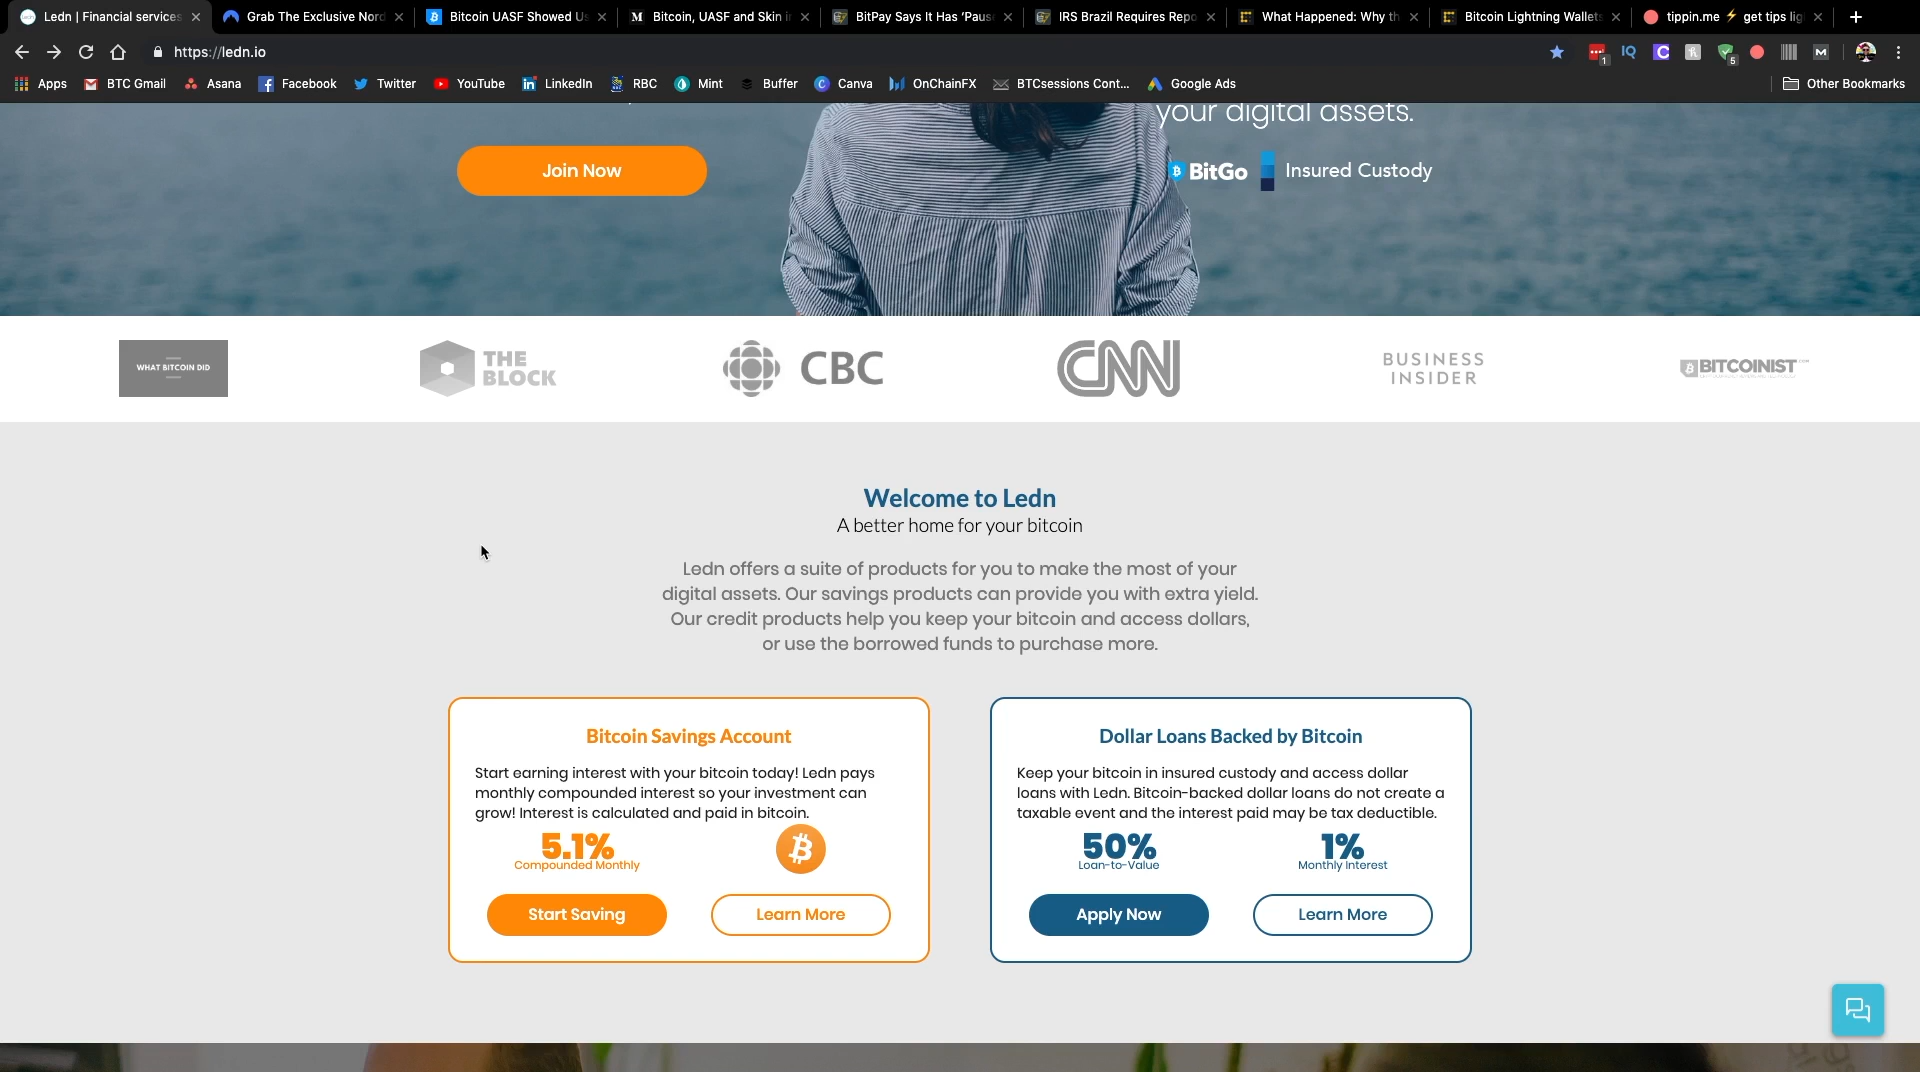 Ledn | Financial services
Grab The Exclusive Nord
Bitcoin UASF Showed Us
Bitcoin, UASF and Skin in
BitPay Says It Has ‘Paus
IRS Brazil Requires Repo
What Happened: Why th
Bitcoin Lightning Wallets
tippin.me ⚡ get tips lig
https://ledn.io
1
IQ
5
Apps
BTC Gmail
Asana
Facebook
Twitter
YouTube
LinkedIn
RBC
Mint
Buffer
Canva
OnChainFX
BTCsessions Cont...
Google Ads
Other Bookmarks
your digital assets.
Join Now
BitGo
Insured Custody
WHAT BITCOIN DID
THE
BLOCK
CBC
CNN
BUSINESS
INSIDER
BITCOINIST
Welcome to Ledn
A better home for your bitcoin
Ledn offers a suite of products for you to make the most of your
digital assets. Our savings products can provide you with extra yield.
Our credit products help you keep your bitcoin and access dollars,
or use the borrowed funds to purchase more.
Bitcoin Savings Account
Start earning interest with your bitcoin today! Ledn pays
monthly compounded interest so your investment can
grow! Interest is calculated and paid in bitcoin.
5.1%
Compounded Monthly
Start Saving
Learn More
Dollar Loans Backed by Bitcoin
Keep your bitcoin in insured custody and access dollar
loans with Ledn. Bitcoin-backed dollar loans do not create a
taxable event and the interest paid may be tax deductible.
50%
Loan-to-Value
1%
Monthly Interest
Apply Now
Learn More